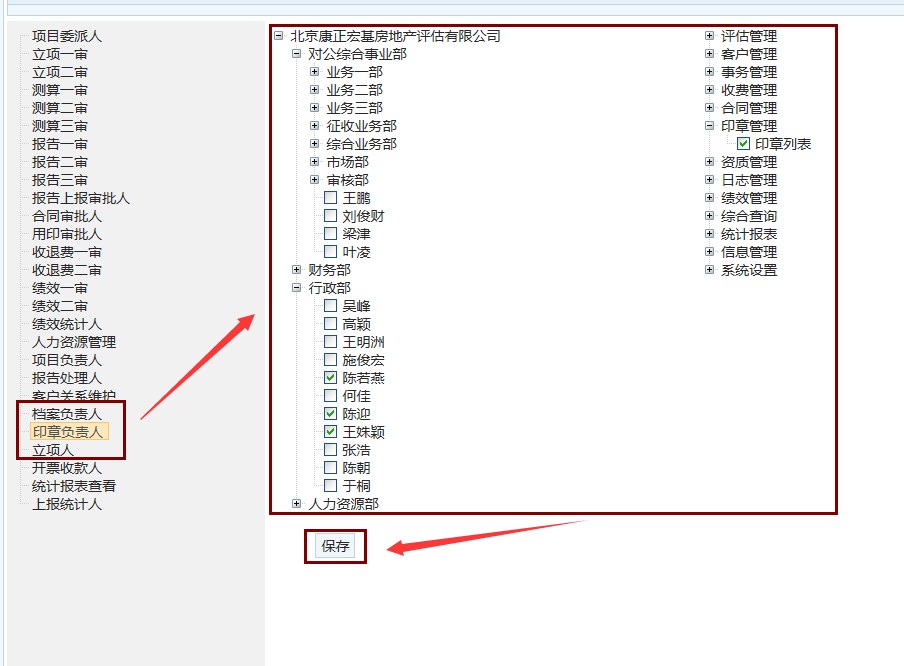 项目委派人
立项一审
立项二审
测算一审
测算二审
测算三审
报告一审
报告二审
报告三审
报告上报审批人
合同审批人
用印审批人
收退费一审
收退费二审
绩效一审
绩效二审
绩效统计人
人力资源管理
项目负责人
报告处理人
客户关系维护
档案负责人
印章负责人
立项人
开票收款人
统计报表查看
上报统计人
北京康正宏基房地产评估有限公司
对公综合事业部
业务一部
业务二部
业务三部
征收业务部
综合业务部
市场部
审核部
王鹏
刘俊财
梁津
叶凌
财务部
行政部
吴峰
高颖
王明洲
施俊宏
陈若燕
何佳
陈迎
王姝颖
张浩
陈朝
于桐
人力资源部
评估管理
客户管理
事务管理
收费管理
合同管理
印章管理
印章列表
资质管理
日志管理
绩效管理
综合查询
统计报表
信息管理
系统设置
保存